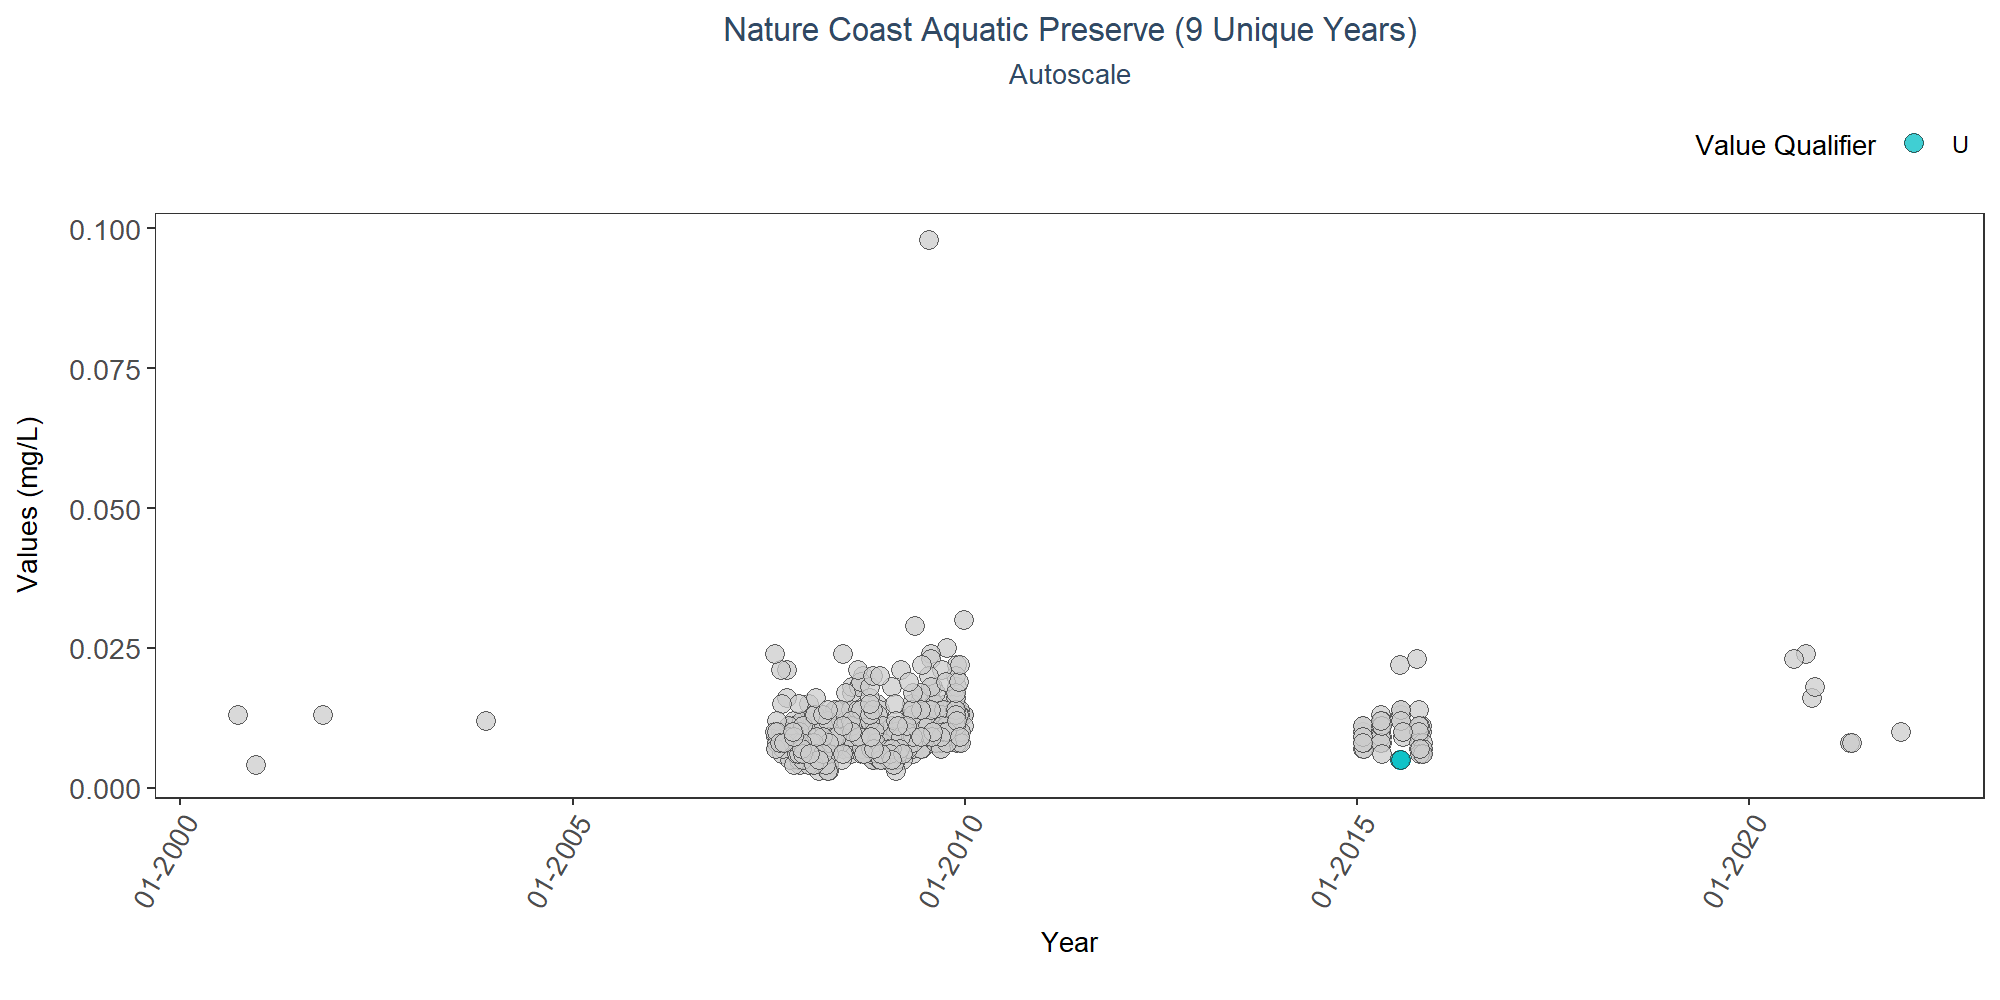 Nature Coast Aquatic Preserve (9 Unique Years)
Autoscale
Value Qualifier U
0.100
0.075
0.050
0.025
0.000
Values (mg/L)
01-2000
01-2005
01-2010
01-2015
01-2020
Year